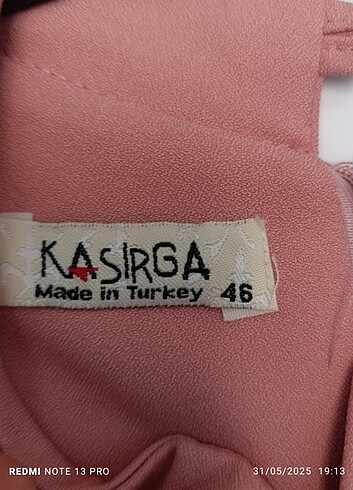 KASIRGA
Made in Turkey 46
REDMI NOTE 13 PRO
31/05/2025 19:13